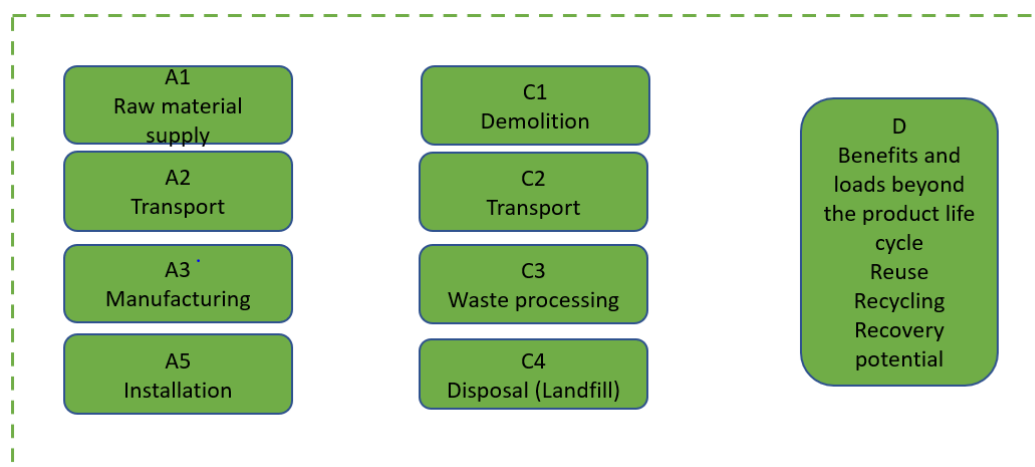 A1
Raw material
supply
A2
Transport
A3
Manufacturing
A5
Installation
C1
Demolition
C2
Transport
C3
Waste processing
C4
Disposal (Landfill)
D
Benefits and
loads beyond
the product life
cycle
Reuse
Recycling
Recovery
potential